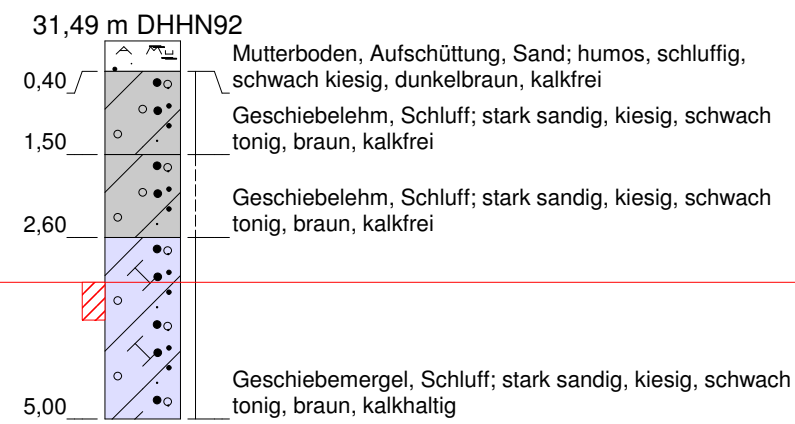 31,49 m DHHN92
Mutterboden, Aufschüttung, Sand; humos, schluffig,
0,40 schwach kiesig, dunkelbraun, kalkfrei
Geschiebelehm, Schluff; stark sandig, kiesig, schwach
1,50 tonig, braun, kalkfrei
Geschiebelehm, Schluff; stark sandig, kiesig, schwach
2,60 tonig, braun, kalkfrei
Geschiebemergel, Schluff; stark sandig, kiesig, schwach
5,00 tonig, braun, kalkhaltig